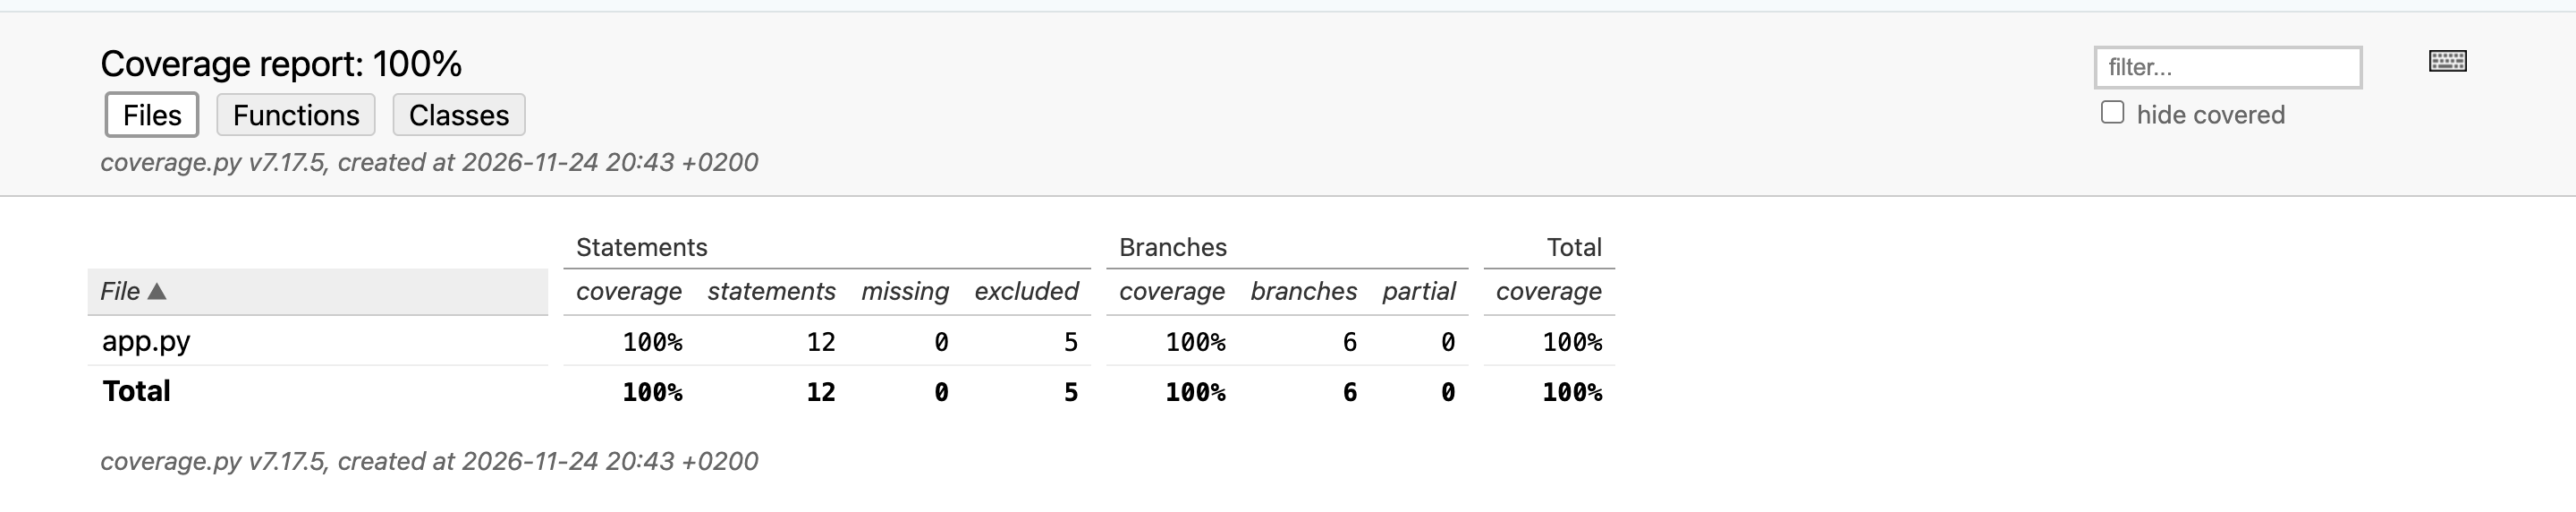 Coverage report: 100%
filter...
Files Functions Classes
hide covered
coverage.py v7.17.5, created at 2026-11-24 20:43 +0200
Statements Branches Total
File ▲ coverage statements missing excluded coverage branches partial coverage
app.py 100% 12 0 5 100% 6 0 100%
Total 100% 12 0 5 100% 6 0 100%
coverage.py v7.17.5, created at 2026-11-24 20:43 +0200